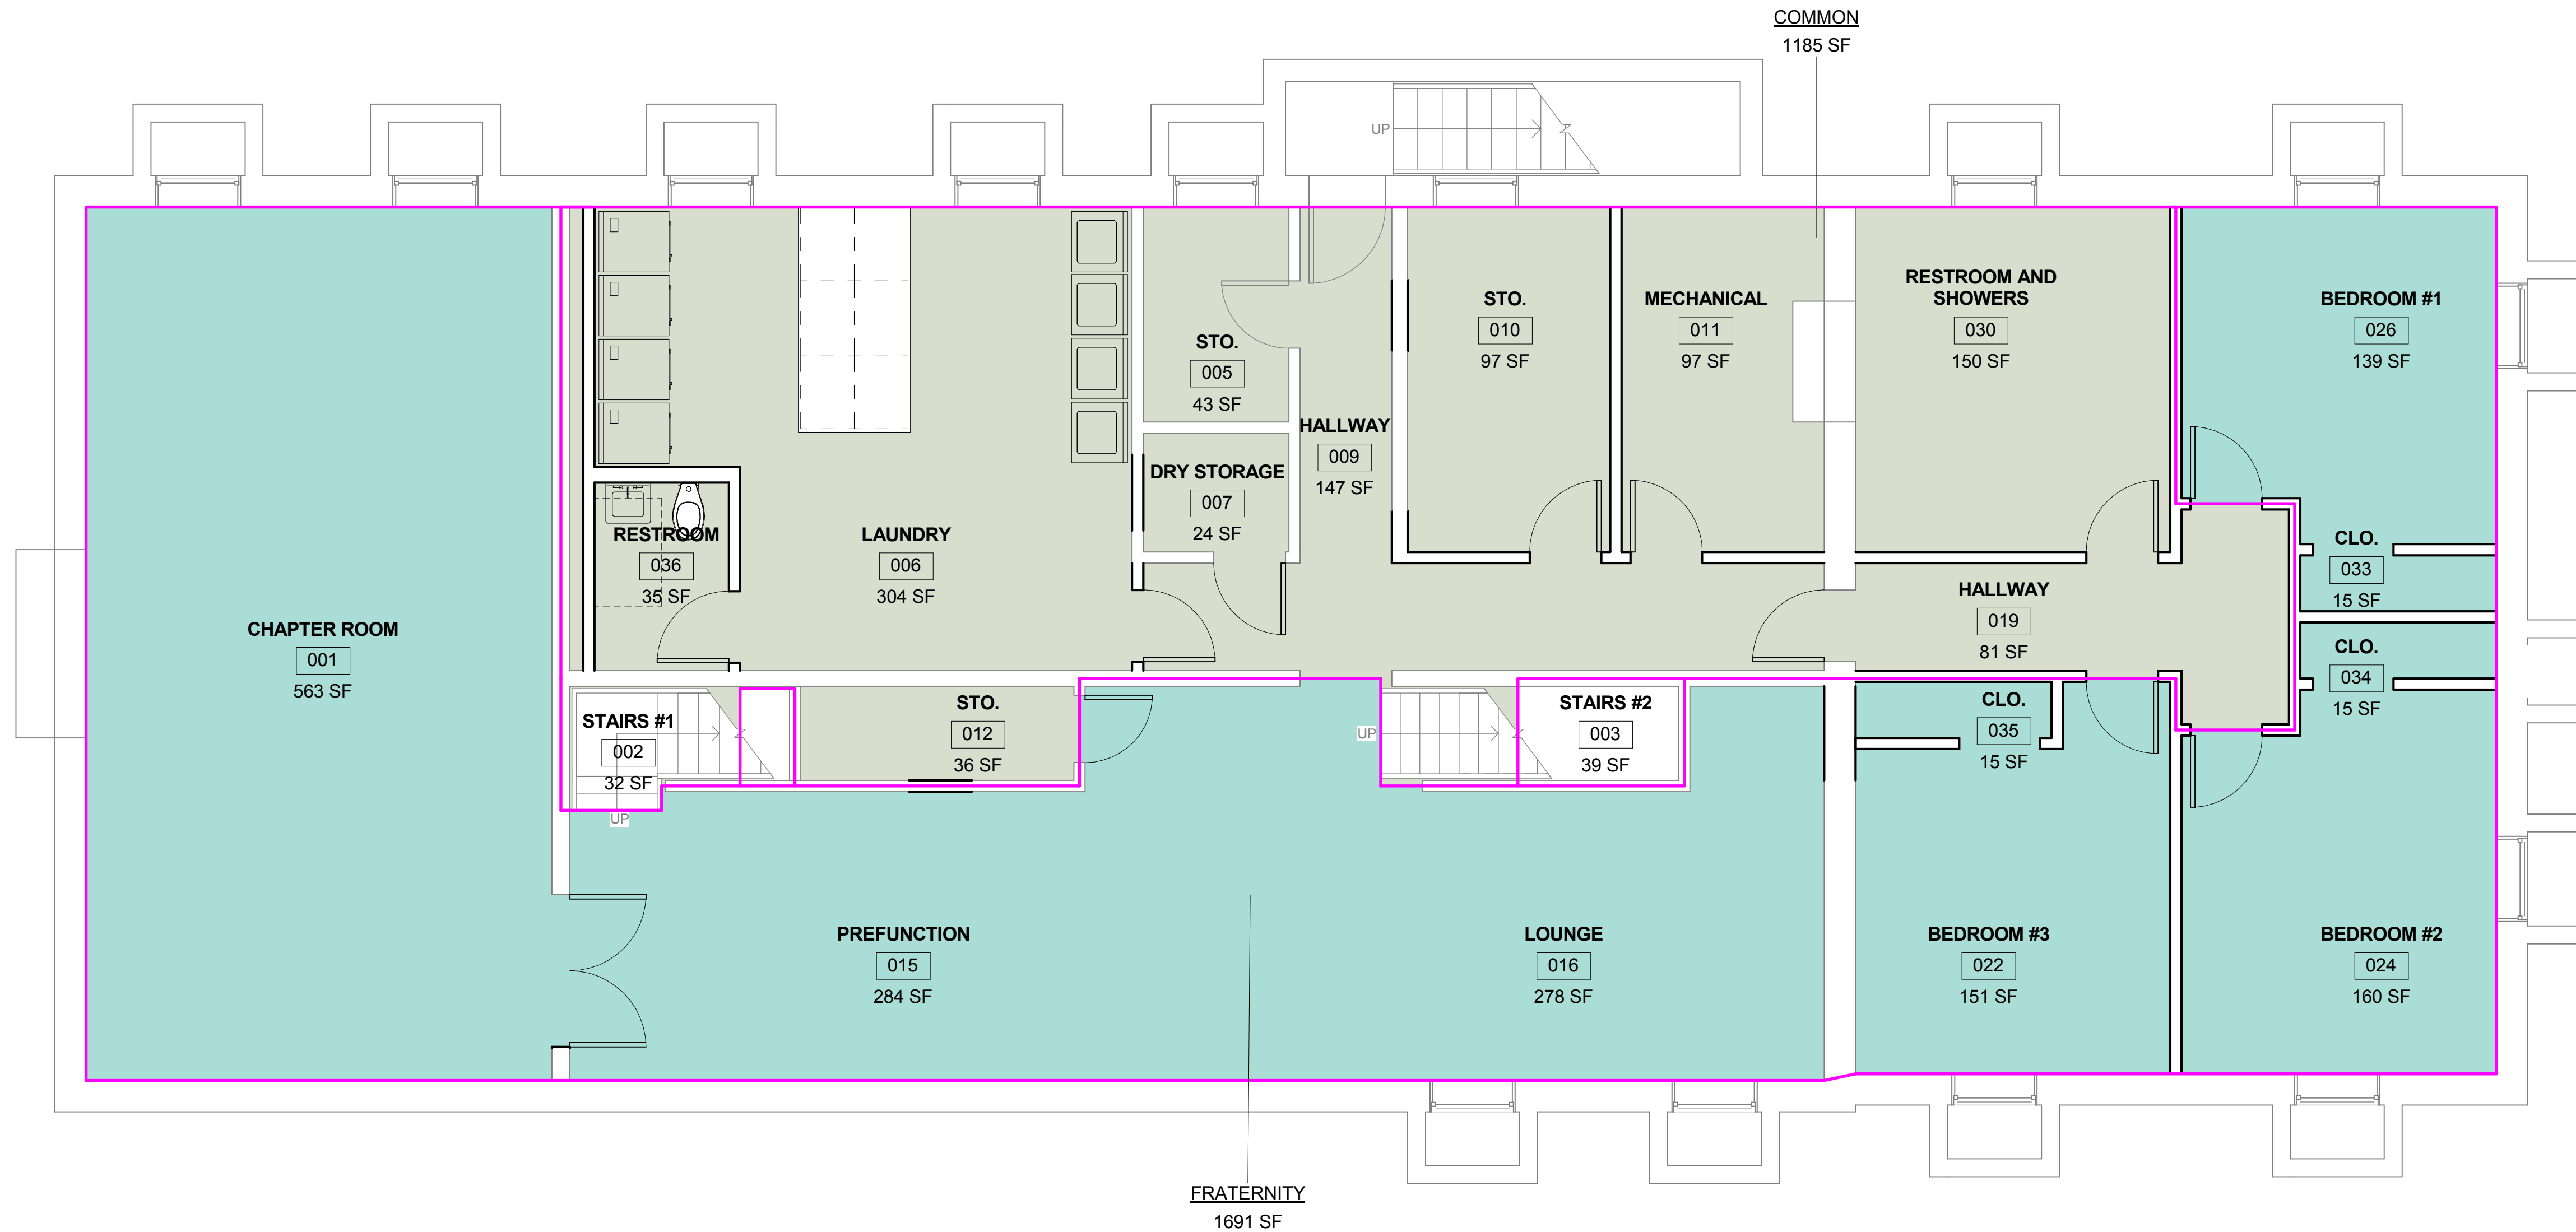 COMMON
1185 SF
UP
RESTROOM AND
SHOWERS
030
150 SF
STO.
010
97 SF
MECHANICAL
011
97 SF
BEDROOM #1
026
139 SF
STO.
005
43 SF
HALLWAY
009
147 SF
DRY STORAGE
007
24 SF
RESTROOM
036
35 SF
LAUNDRY
006
304 SF
CLO.
033
15 SF
HALLWAY
019
81 SF
CHAPTER ROOM
001
563 SF
CLO.
034
15 SF
STAIRS #1
002
32 SF
UP
STO.
012
36 SF
UP
STAIRS #2
003
39 SF
CLO.
035
15 SF
PREFUNCTION
015
284 SF
LOUNGE
016
278 SF
BEDROOM #3
022
151 SF
BEDROOM #2
024
160 SF
FRATERNITY
1691 SF